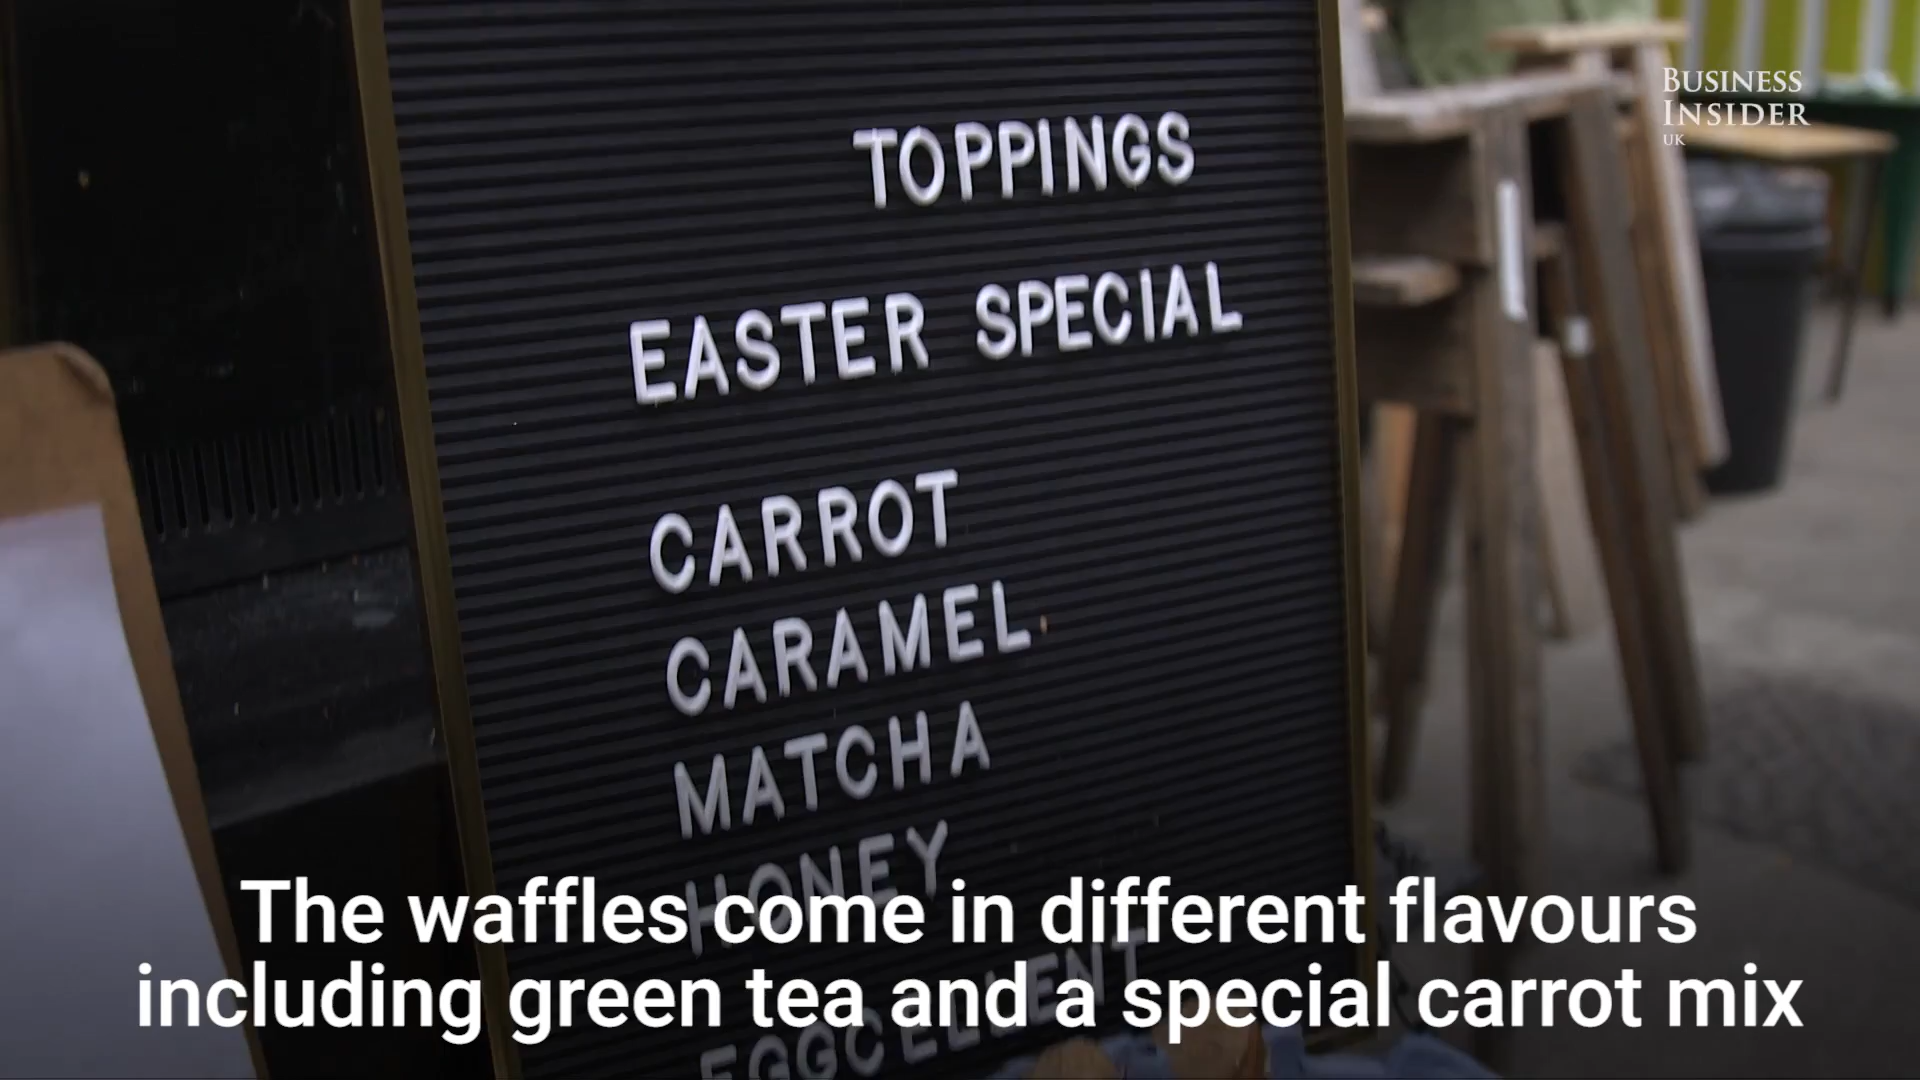 BUSINESS
INSIDER
UK
TOPPINGS
EASTER SPECIAL
CARROT
CARAMEL
MATCHA
HONEY
EGGCELLENT
The waffles come in different flavours
including green tea and a special carrot mix